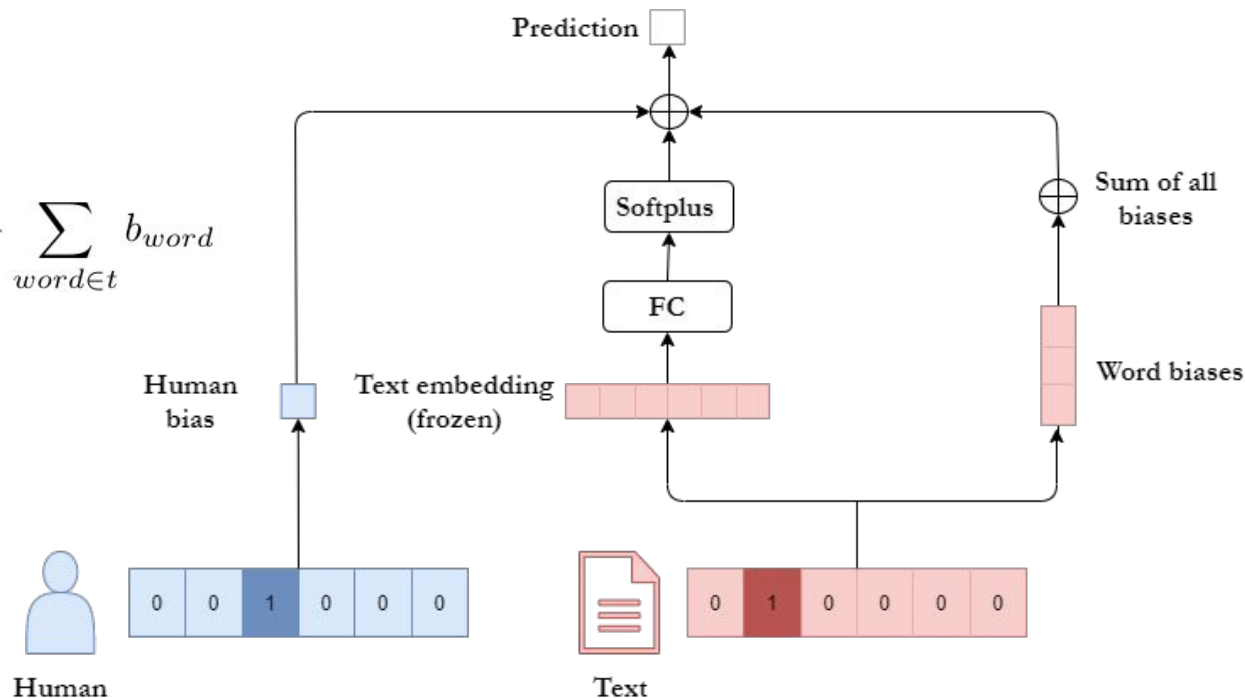 Prediction
Sum of all
biases
Softplus
∑ b_word
word∈t
FC
Human
bias
Text embedding
(frozen)
Word biases
0 0 1 0 0 0
0 1 0 0 0 0
Human
Text